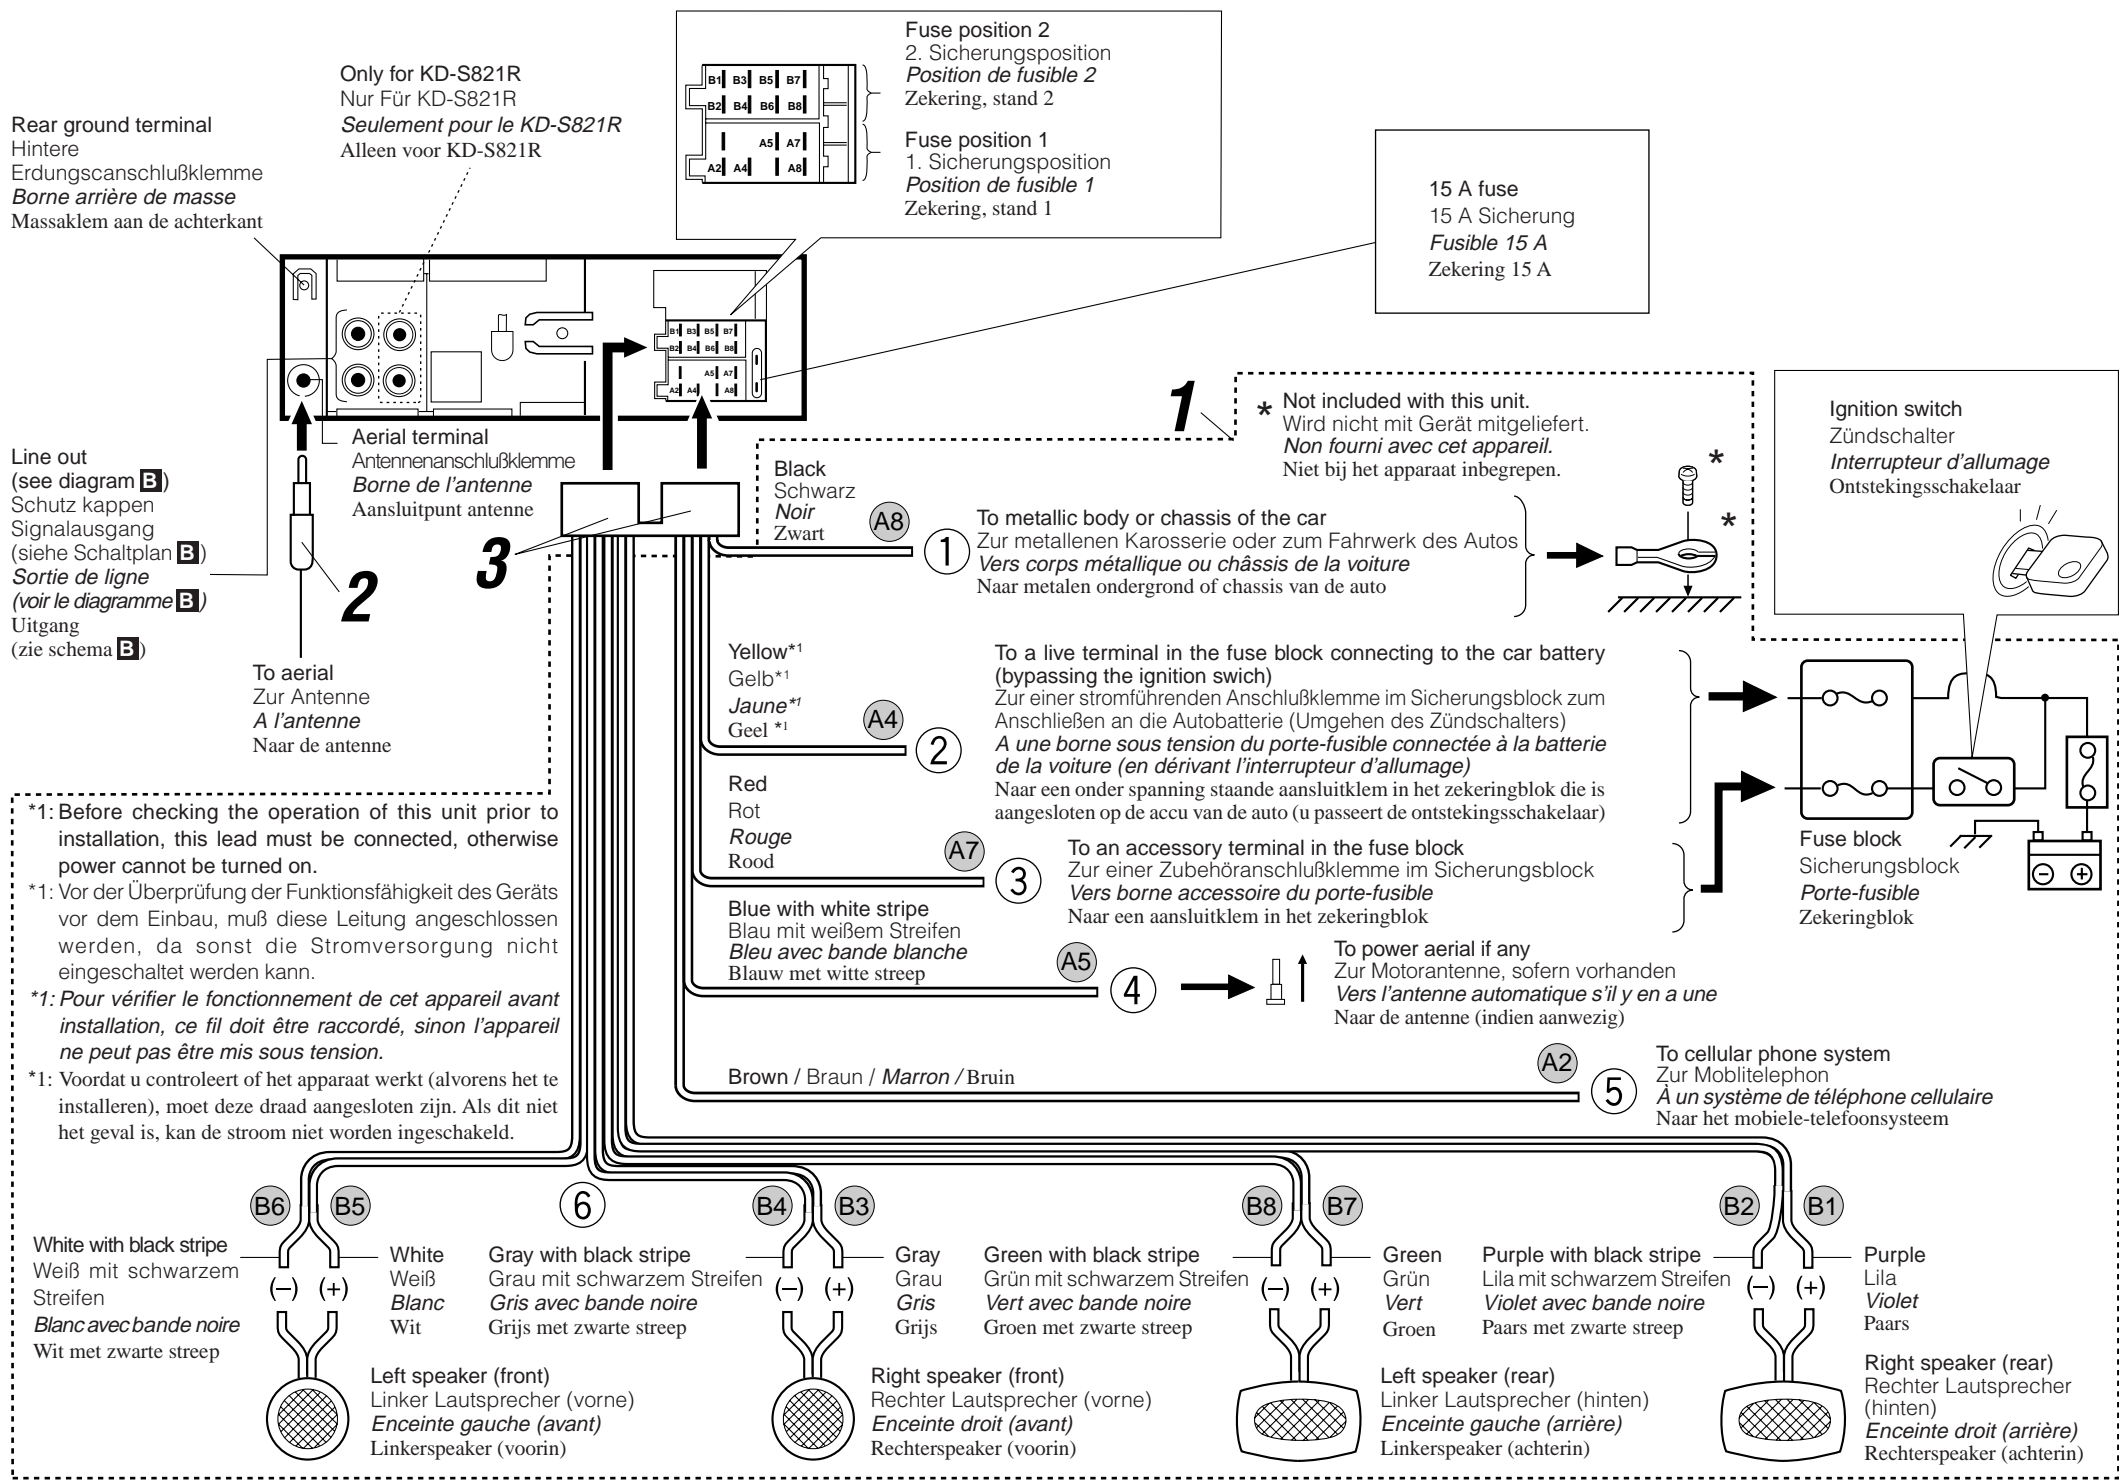 Fuse position 2
2. Sicherungsposition
Position de fusible 2
Zekering, stand 2
B1 B3 B5 B7
B2 B4 B6 B8
Fuse position 1
1. Sicherungsposition
Position de fusible 1
Zekering, stand 1
A5 A7
A2 A4 A8
Only for KD-S821R
Nur Für KD-S821R
Seulement pour le KD-S821R
Alleen voor KD-S821R
Rear ground terminal
Hintere
Erdungscanschlußklemme
Borne arrière de masse
Massaklem aan de achterkant
15 A fuse
15 A Sicherung
Fusible 15 A
Zekering 15 A
B1 B3 B5 B7
B2 B4 B6 B8
A5 A7
A2 A4 A8
1
* Not included with this unit.
Wird nicht mit Gerät mitgeliefert.
Non fourni avec cet appareil.
Niet bij het apparaat inbegrepen.
Ignition switch
Zündschalter
Interrupteur d'allumage
Ontstekingsschakelaar
Line out
(see diagram B)
Schutz kappen
Signalausgang
(siehe Schaltplan B)
Sortie de ligne
(voir le diagramme B)
Uitgang
(zie schema B)
Aerial terminal
Antennenanschlußklemme
Borne de l'antenne
Aansluitpunt antenne
2
3
To aerial
Zur Antenne
A l'antenne
Naar de antenne
Black
Schwarz
Noir
Zwart
A8
1
To metallic body or chassis of the car
Zur metallenen Karosserie oder zum Fahrwerk des Autos
Vers corps métallique ou châssis de la voiture
Naar metalen ondergrond of chassis van de auto
*
*
Yellow*1
Gelb*1
Jaune*1
Geel *1
A4
2
To a live terminal in the fuse block connecting to the car battery
(bypassing the ignition swich)
Zur einer stromführenden Anschlußklemme im Sicherungsblock zum
Anschließen an die Autobatterie (Umgehen des Zündschalters)
A une borne sous tension du porte-fusible connectée à la batterie
de la voiture (en dérivant l'interrupteur d'allumage)
Naar een onder spanning staande aansluitklem in het zekeringblok die is
aangesloten op de accu van de auto (u passeert de ontstekingsschakelaar)
Red
Rot
Rouge
Rood
A7
3
To an accessory terminal in the fuse block
Zur einer Zubehöranschlußklemme im Sicherungsblock
Vers borne accessoire du porte-fusible
Naar een aansluitklem in het zekeringblok
Fuse block
Sicherungsblock
Porte-fusible
Zekeringblok
Blue with white stripe
Blau mit weißem Streifen
Bleu avec bande blanche
Blauw met witte streep
A5
4
To power aerial if any
Zur Motorantenne, sofern vorhanden
Vers l'antenne automatique s'il y en a une
Naar de antenne (indien aanwezig)
Brown / Braun / Marron / Bruin
A2
5
To cellular phone system
Zur Moblitelephon
À un système de téléphone cellulaire
Naar het mobiele-telefoonsysteem
*1: Before checking the operation of this unit prior to
installation, this lead must be connected, otherwise
power cannot be turned on.
*1: Vor der Überprüfung der Funktionsfähigkeit des Geräts
vor dem Einbau, muß diese Leitung angeschlossen
werden, da sonst die Stromversorgung nicht
eingeschaltet werden kann.
*1: Pour vérifier le fonctionnement de cet appareil avant
installation, ce fil doit être raccordé, sinon l'appareil
ne peut pas être mis sous tension.
*1: Voordat u controleert of het apparaat werkt (alvorens het te
installeren), moet deze draad aangesloten zijn. Als dit niet
het geval is, kan de stroom niet worden ingeschakeld.
6
B6 B5
White with black stripe
Weiß mit schwarzem
Streifen
Blanc avec bande noire
Wit met zwarte streep
(−) (+)
White
Weiß
Blanc
Wit
Left speaker (front)
Linker Lautsprecher (vorne)
Enceinte gauche (avant)
Linkerspeaker (voorin)
B4 B3
Gray with black stripe
Grau mit schwarzem Streifen
Gris avec bande noire
Grijs met zwarte streep
(−) (+)
Gray
Grau
Gris
Grijs
Right speaker (front)
Rechter Lautsprecher (vorne)
Enceinte droit (avant)
Rechterspeaker (voorin)
B8 B7
Green with black stripe
Grün mit schwarzem Streifen
Vert avec bande noire
Groen met zwarte streep
(−) (+)
Green
Grün
Vert
Groen
Left speaker (rear)
Linker Lautsprecher (hinten)
Enceinte gauche (arrière)
Linkerspeaker (achterin)
B2 B1
Purple with black stripe
Lila mit schwarzem Streifen
Violet avec bande noire
Paars met zwarte streep
(−) (+)
Purple
Lila
Violet
Paars
Right speaker (rear)
Rechter Lautsprecher
(hinten)
Enceinte droit (arrière)
Rechterspeaker (achterin)